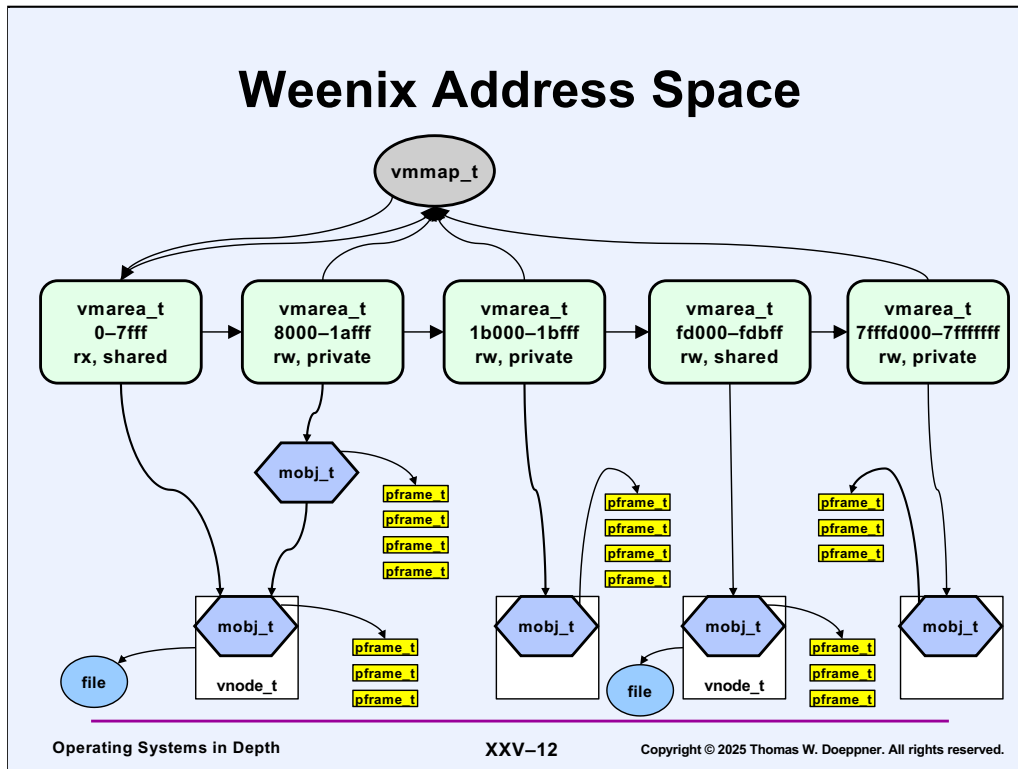 Weenix Address Space
vmmap_t
vmarea_t
0–7fff
rx, shared
vmarea_t
8000–1afff
rw, private
vmarea_t
1b000–1bfff
rw, private
vmarea_t
fd000–fdbff
rw, shared
vmarea_t
7fffd000–7fffffff
rw, private
mobj_t
pframe_t
pframe_t
pframe_t
pframe_t
pframe_t
pframe_t
pframe_t
pframe_t
pframe_t
pframe_t
pframe_t
mobj_t
vnode_t
file
pframe_t
pframe_t
pframe_t
mobj_t
mobj_t
vnode_t
file
pframe_t
pframe_t
pframe_t
mobj_t
Operating Systems in Depth
XXV–12
Copyright © 2025 Thomas W. Doeppner. All rights reserved.